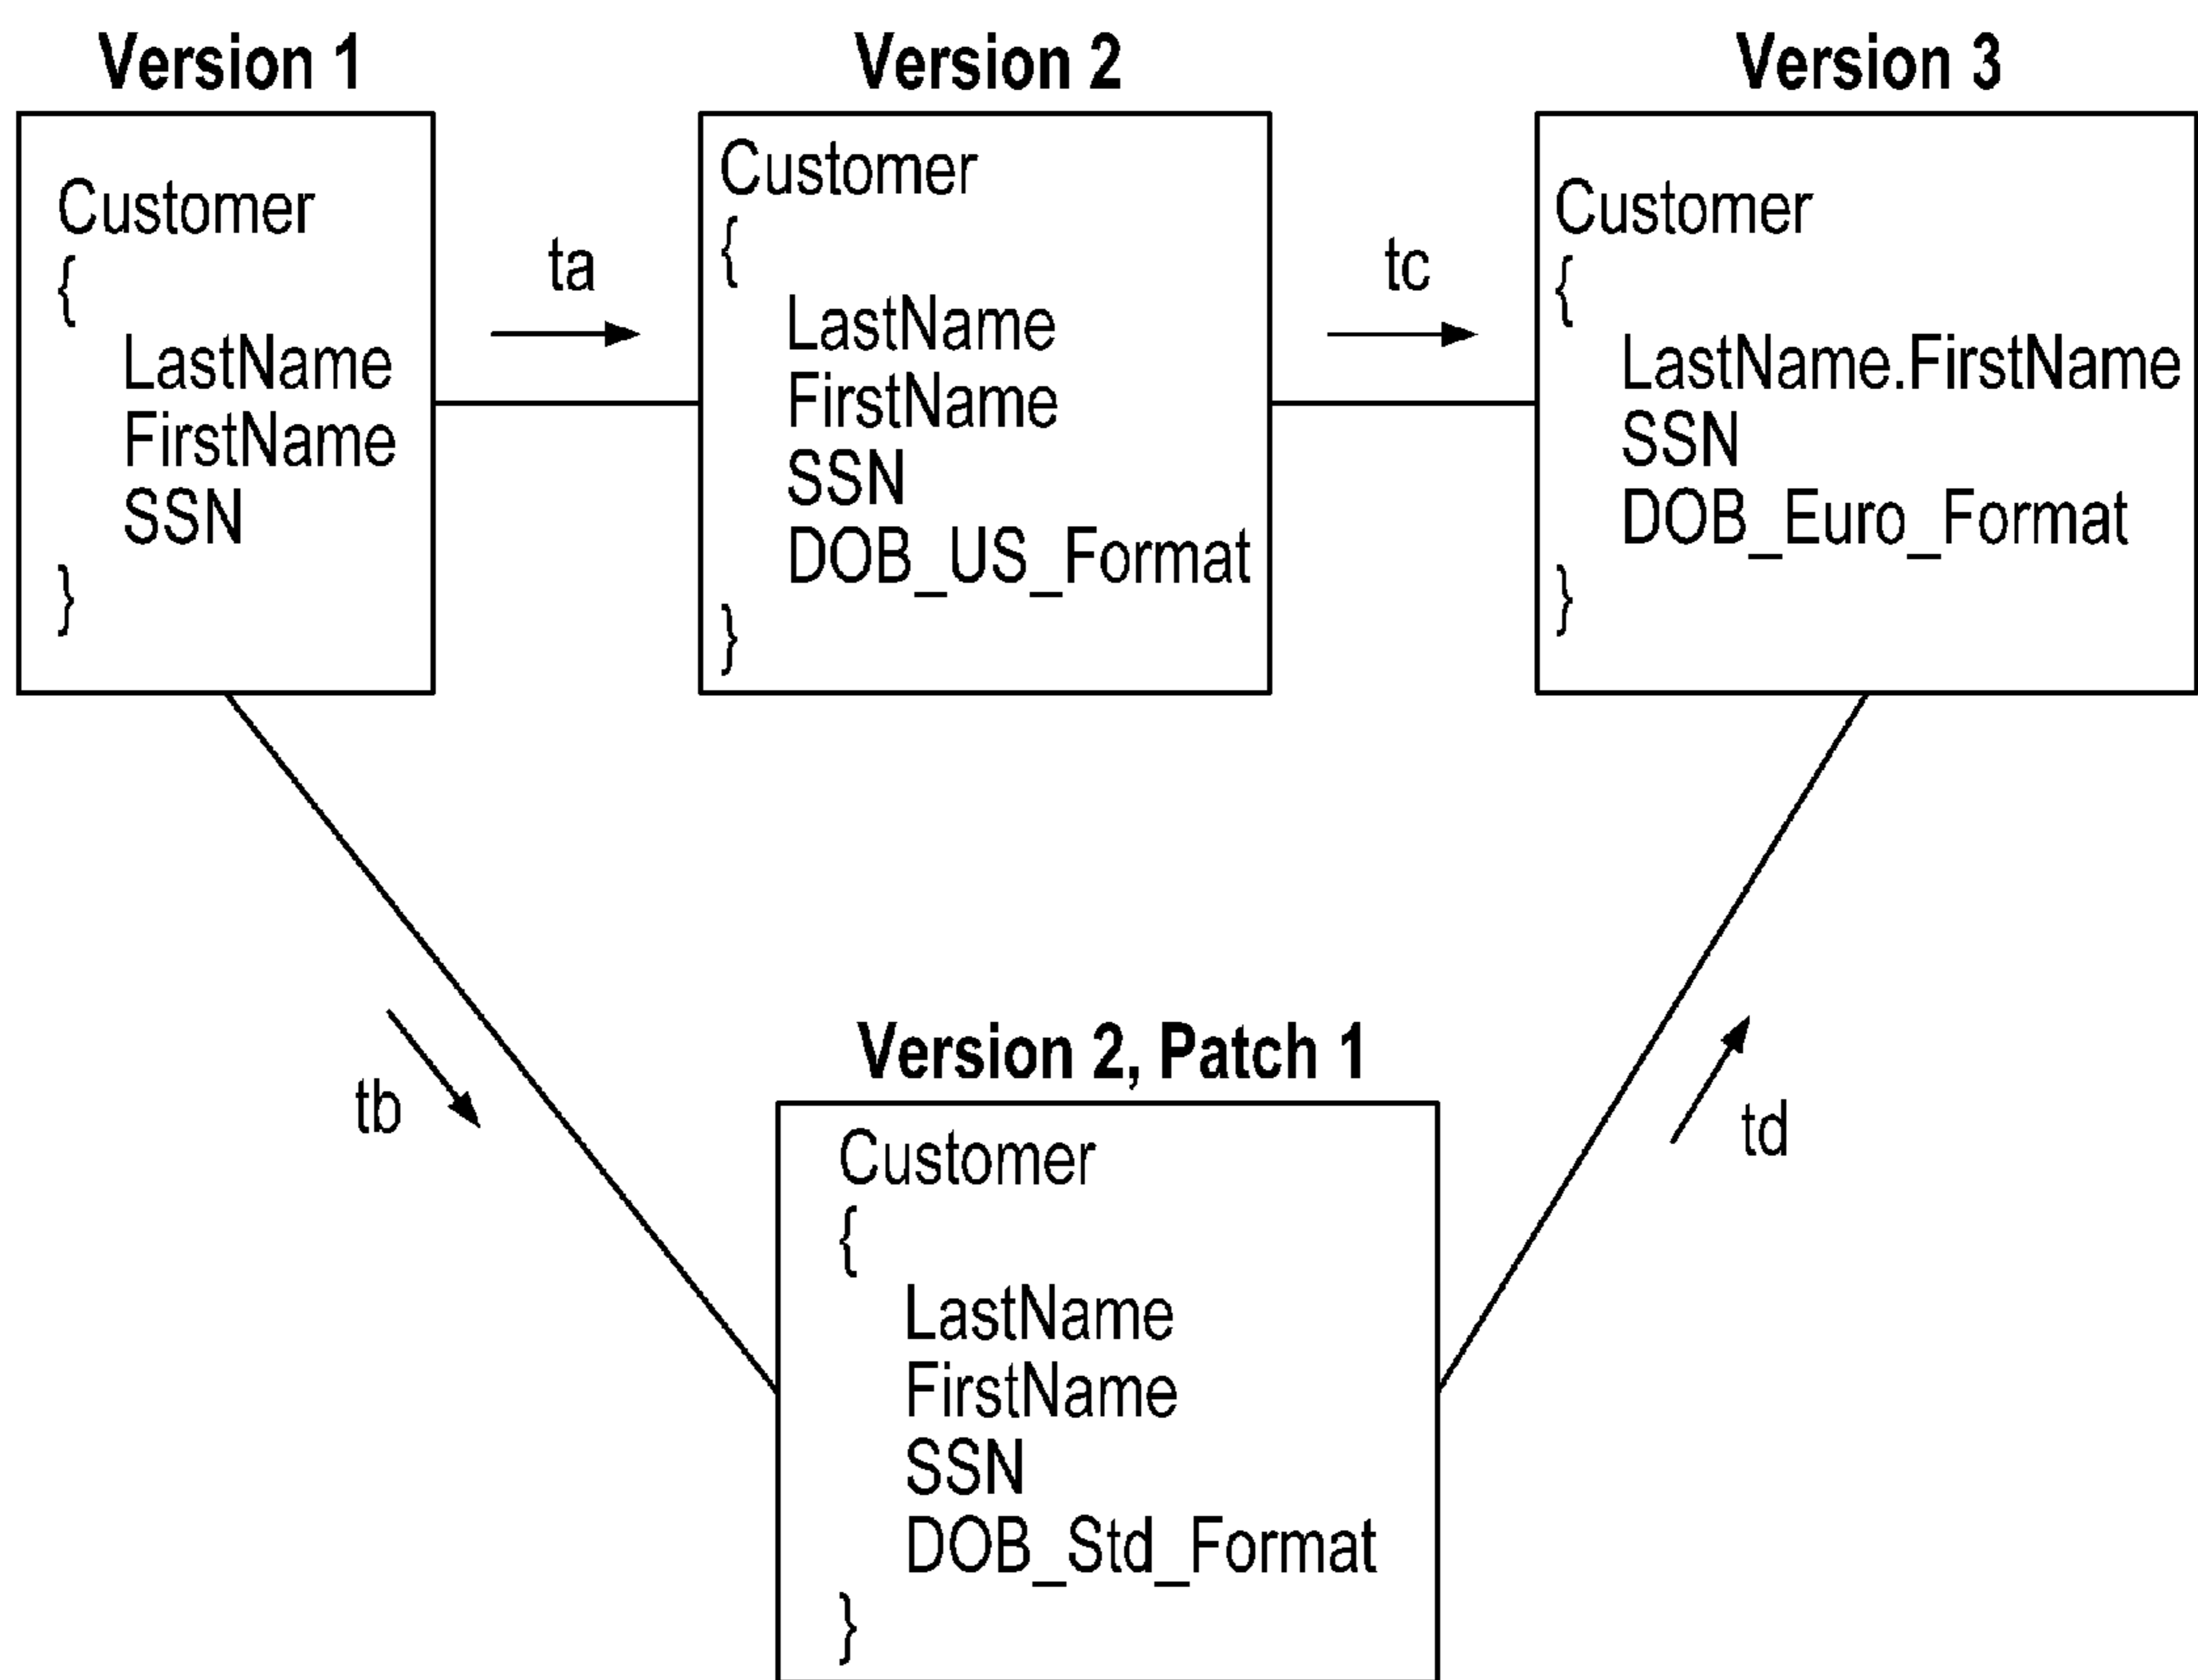 Version 1
Customer
{
LastName
FirstName
SSN
}
ta
Version 2
Customer
{
LastName
FirstName
SSN
DOB_US_Format
}
tc
Version 3
Customer
{
LastName.FirstName
SSN
DOB_Euro_Format
}
tb
Version 2, Patch 1
Customer
{
LastName
FirstName
SSN
DOB_Std_Format
}
td